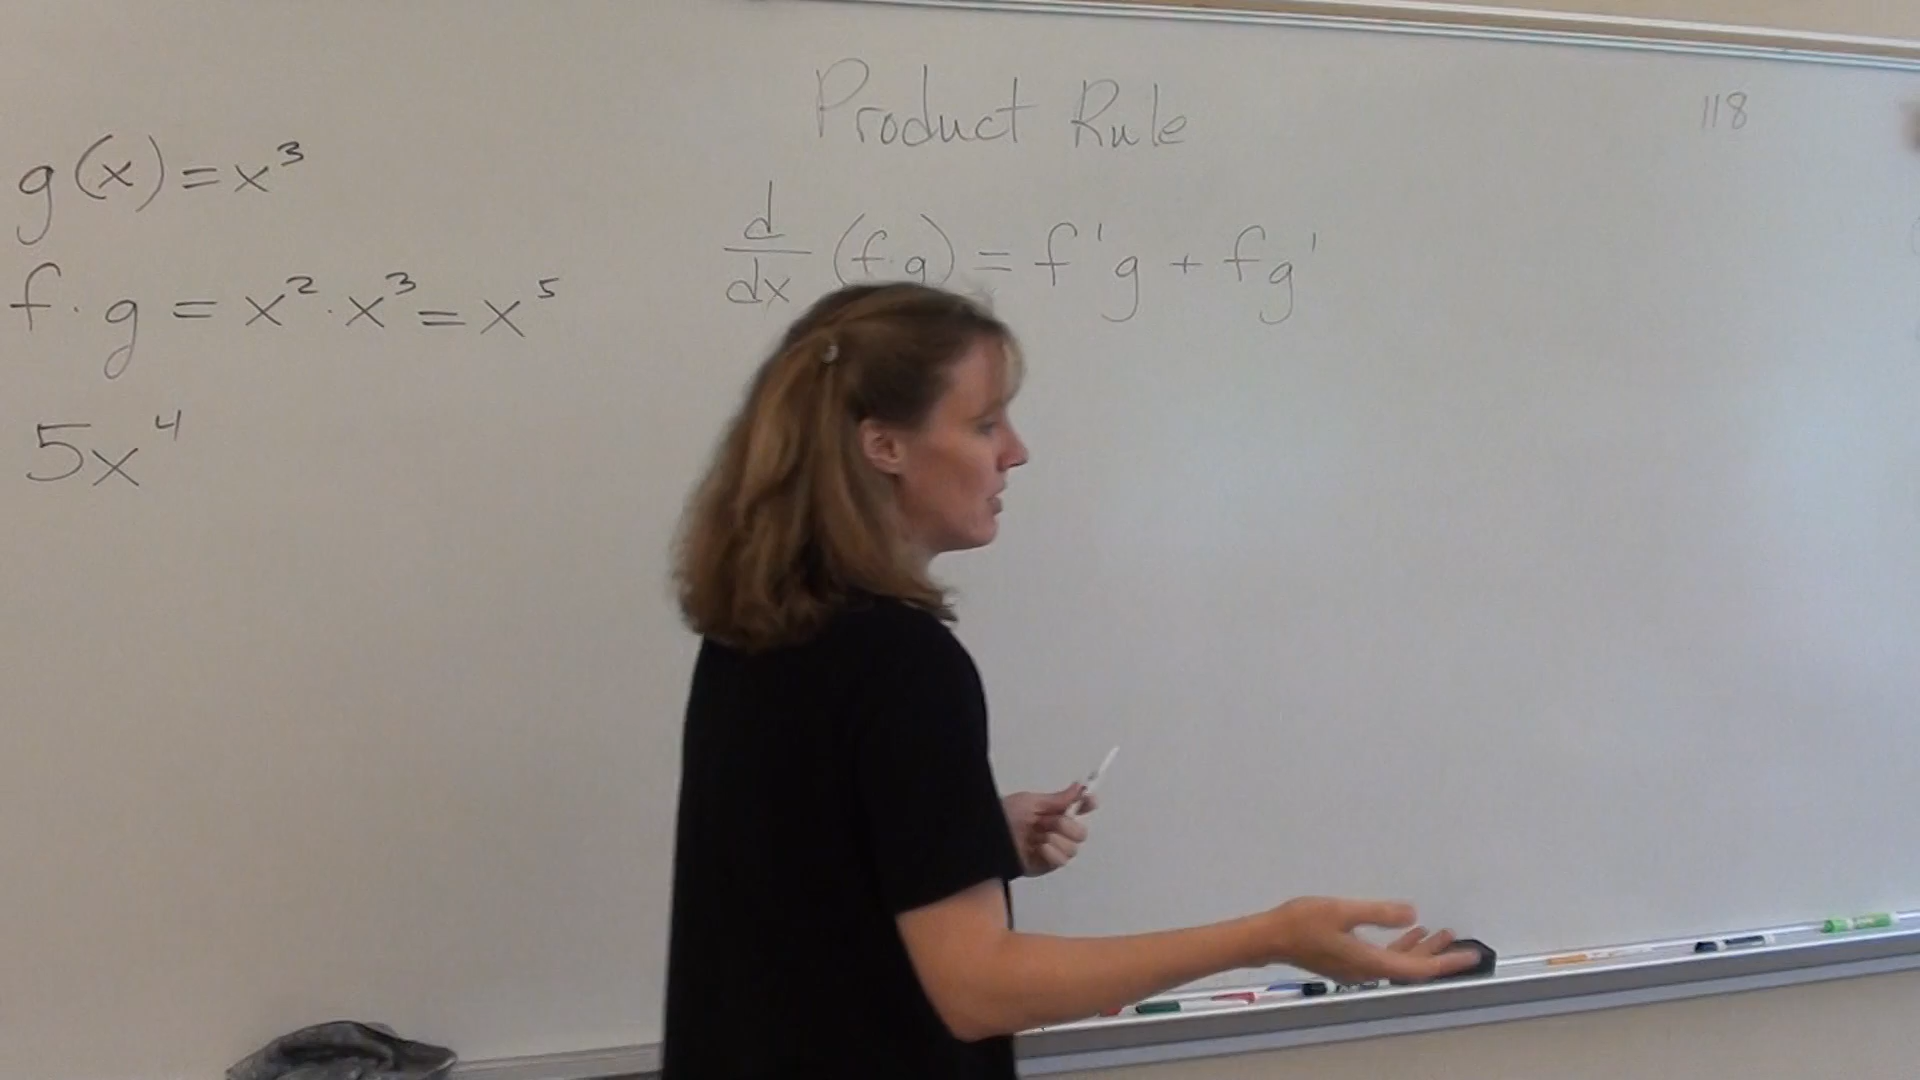 g(x) = x³
f · g = x² · x³ = x⁵
5x⁴
Product Rule
118
d/dx (f·g) = f'g + fg'